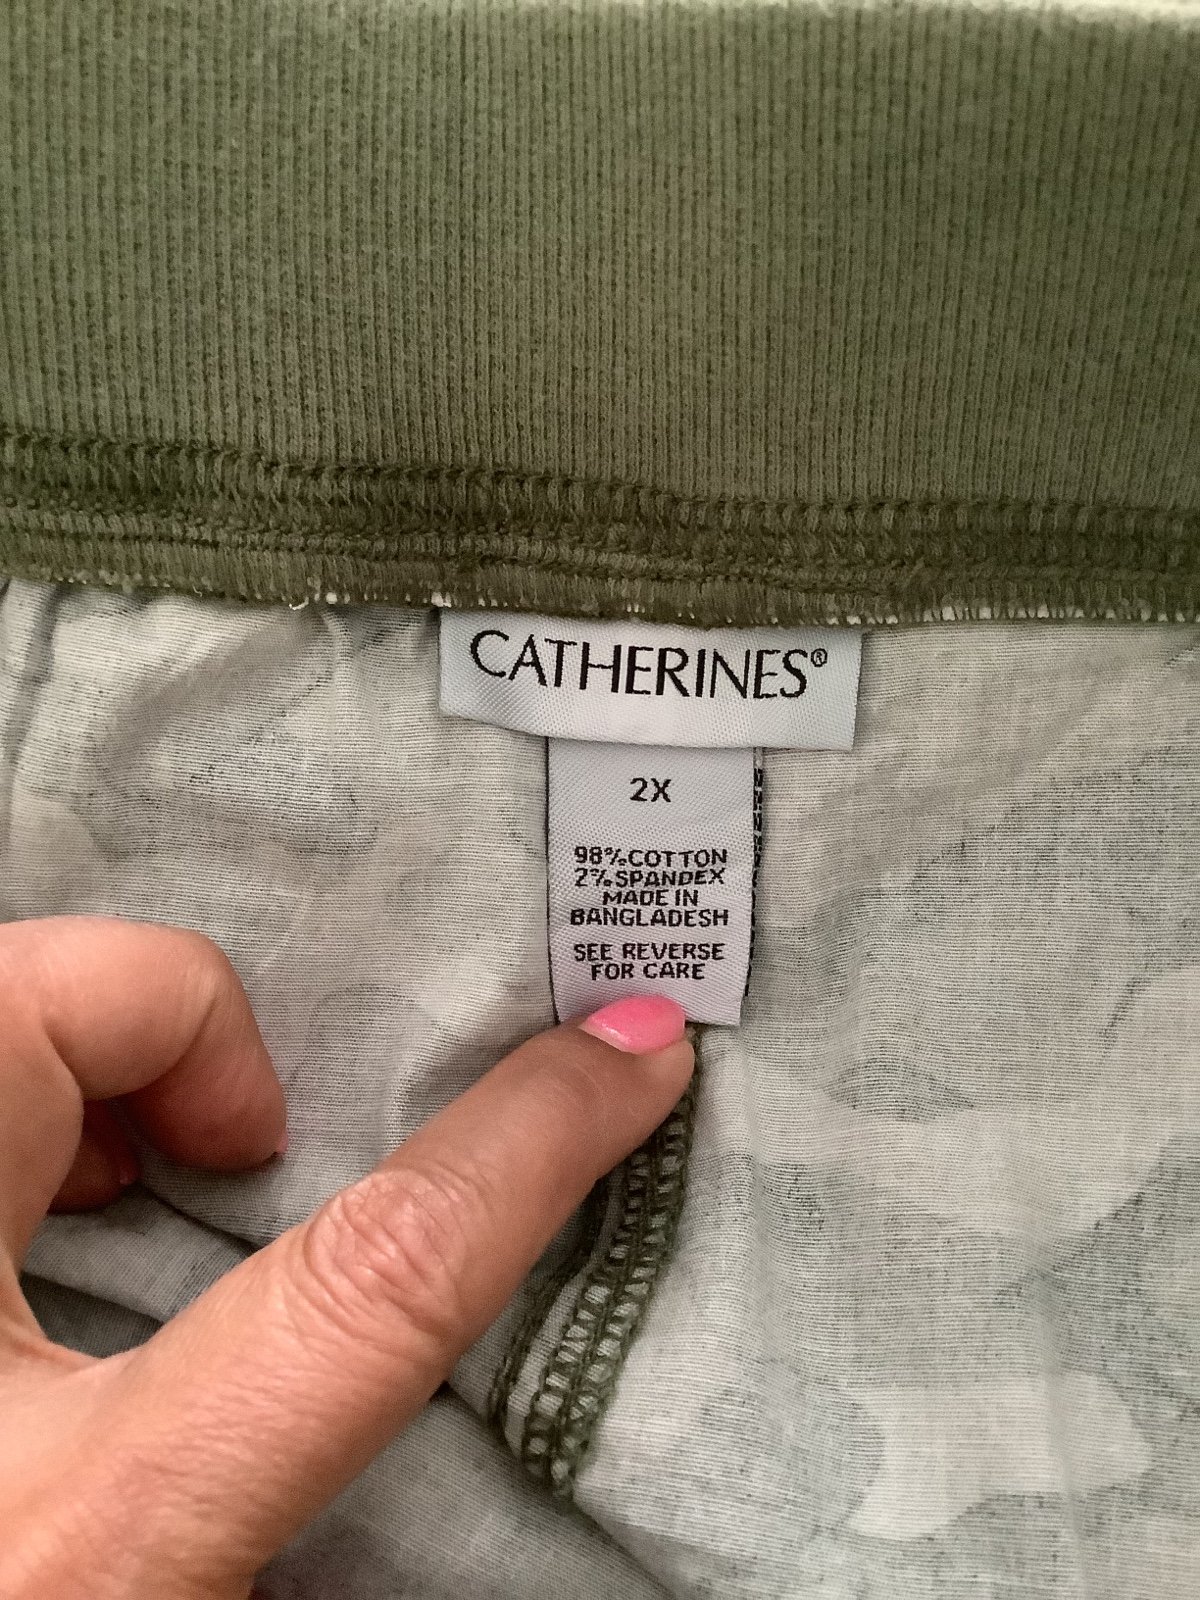 CATHERINES®
2X
98% COTTON
2% SPANDEX
MADE IN
BANGLADESH
SEE REVERSE
FOR CARE